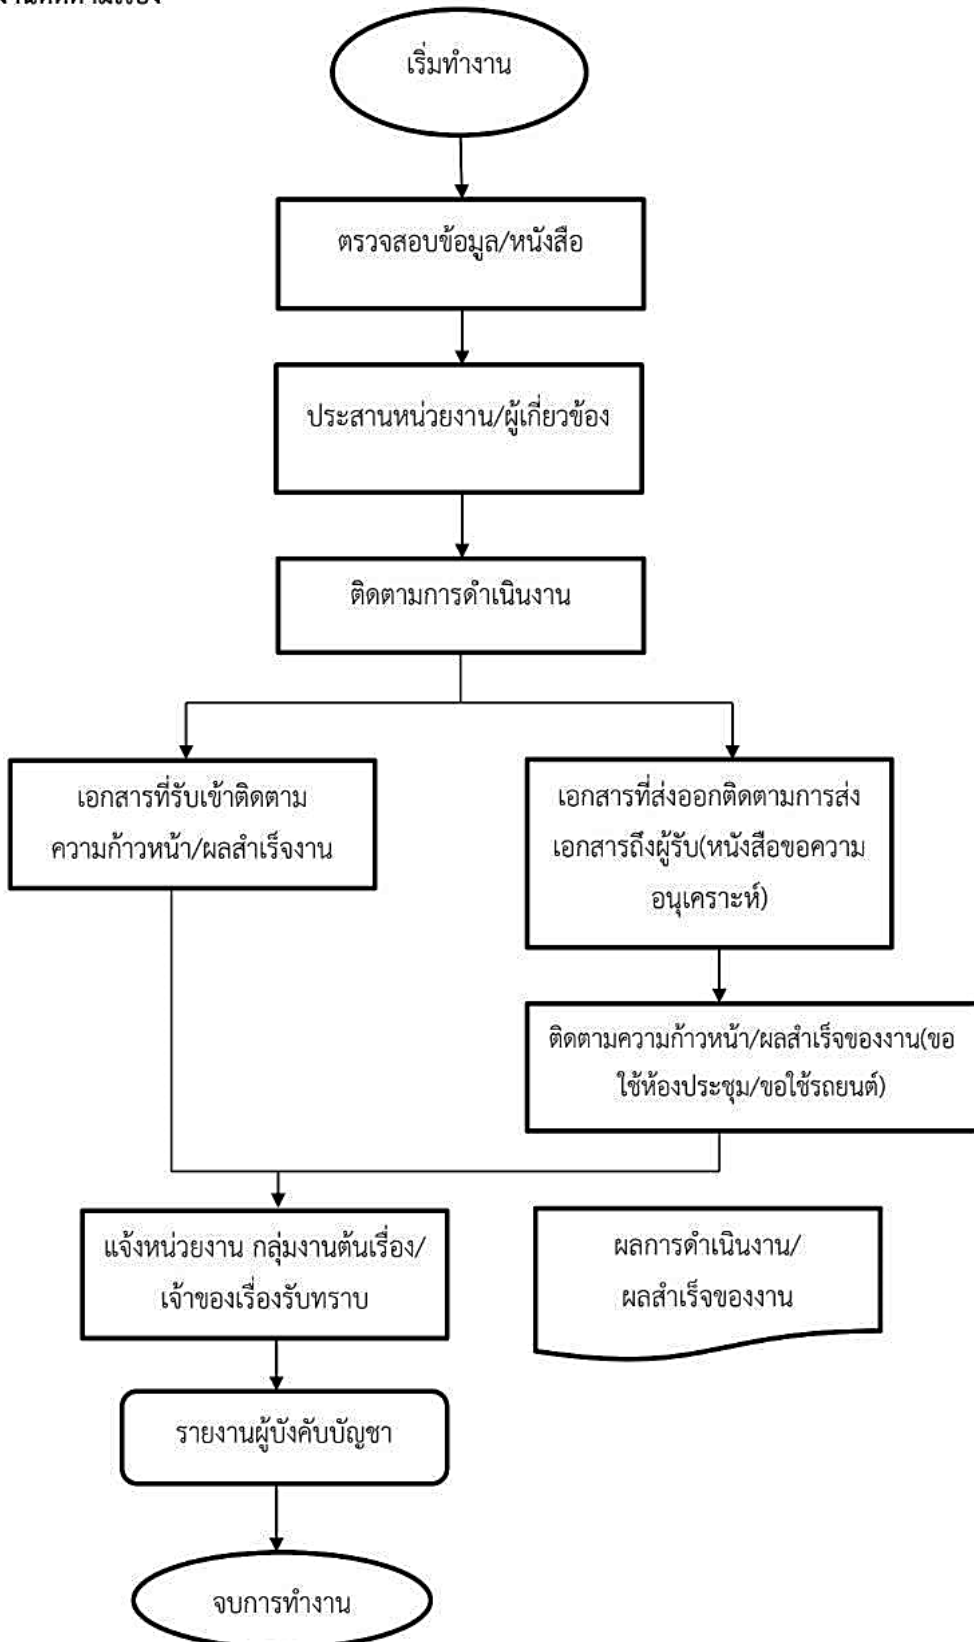 เริ่มทำงาน
ตรวจสอบข้อมูล/หนังสือ
ประสานหน่วยงาน/ผู้เกี่ยวข้อง
ติดตามการดำเนินงาน
เอกสารที่รับเข้าติดตาม
ความก้าวหน้า/ผลสำเร็จงาน
เอกสารที่ส่งออกติดตามการส่ง
เอกสารถึงผู้รับ(หนังสือขอความ
อนุเคราะห์)
ติดตามความก้าวหน้า/ผลสำเร็จของงาน(ขอ
ใช้ห้องประชุม/ขอใช้รถยนต์)
แจ้งหน่วยงาน กลุ่มงานต้นเรื่อง/
เจ้าของเรื่องรับทราบ
ผลการดำเนินงาน/
ผลสำเร็จของงาน
รายงานผู้บังคับบัญชา
จบการทำงาน